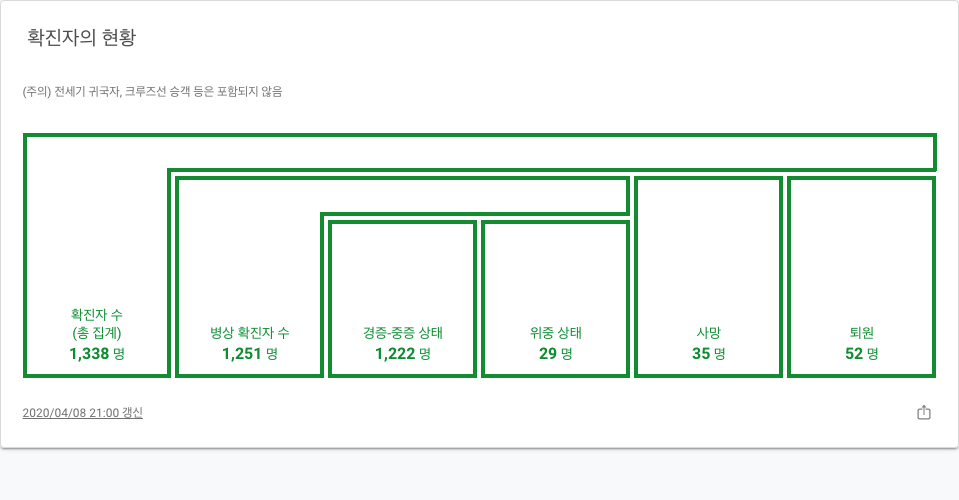 확진자의 현황
(주의) 전세기 귀국자, 크루즈선 승객 등은 포함되지 않음
확진자 수
(총 집계)
1,338 명
병상 확진자 수
1,251 명
경증-중증 상태
1,222 명
위중 상태
29 명
사망
35 명
퇴원
52 명
2020/04/08 21:00 갱신